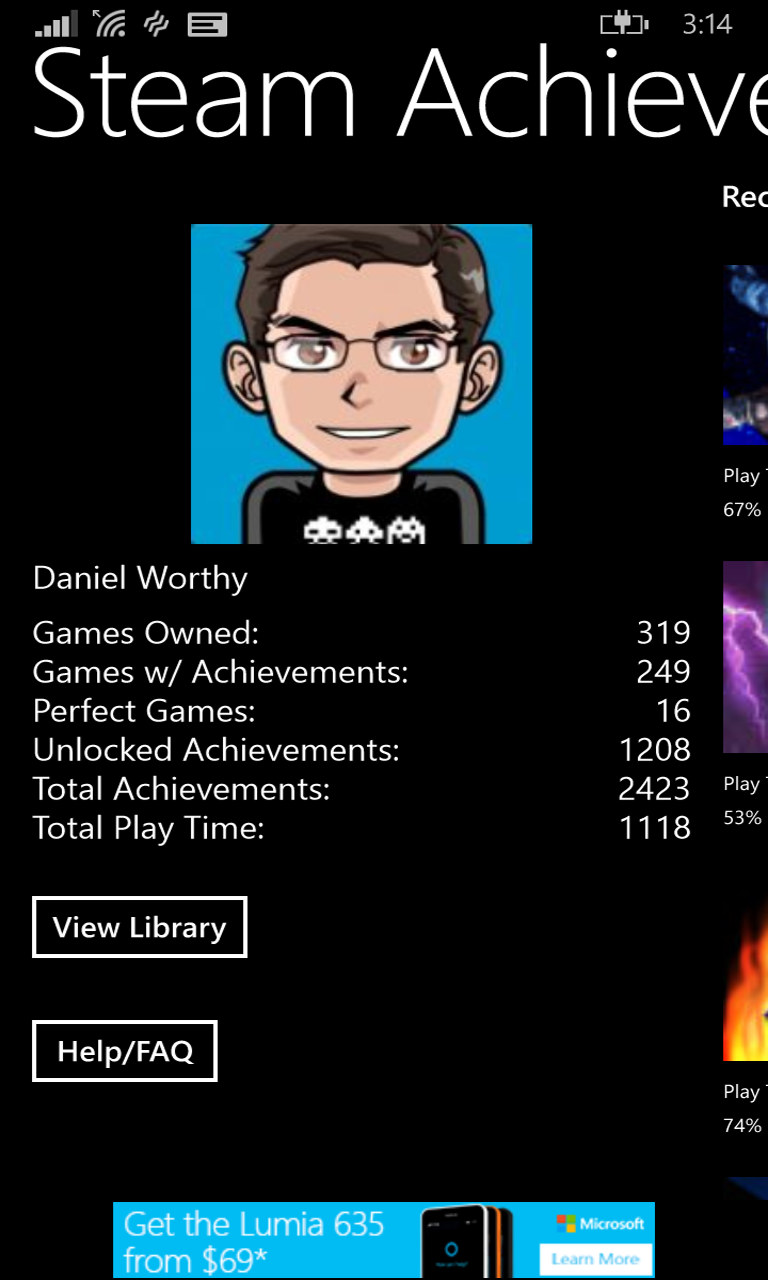 3:14
Steam Achieve
Daniel Worthy
Games Owned: 319
Games w/ Achievements: 249
Perfect Games: 16
Unlocked Achievements: 1208
Total Achievements: 2423
Total Play Time: 1118
View Library
Help/FAQ
Rec
Play T
67%
Play T
53%
Play T
74%
Get the Lumia 635
from $69*
Microsoft
Learn More